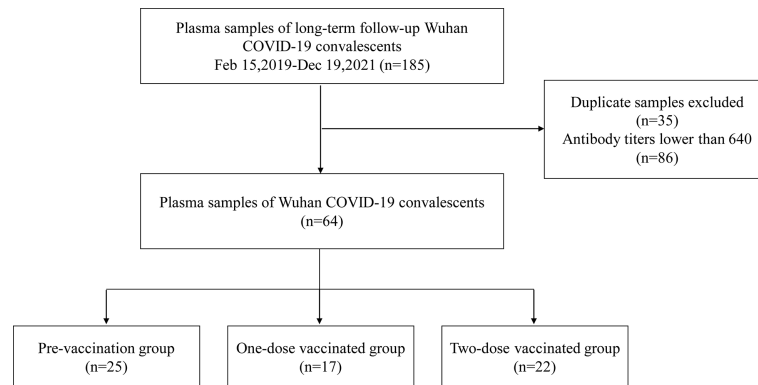 Plasma samples of long-term follow-up Wuhan
COVID-19 convalescents
Feb 15,2019-Dec 19,2021 (n=185)
Duplicate samples excluded
(n=35)
Antibody titers lower than 640
(n=86)
Plasma samples of Wuhan COVID-19 convalescents
(n=64)
Pre-vaccination group
(n=25)
One-dose vaccinated group
(n=17)
Two-dose vaccinated group
(n=22)